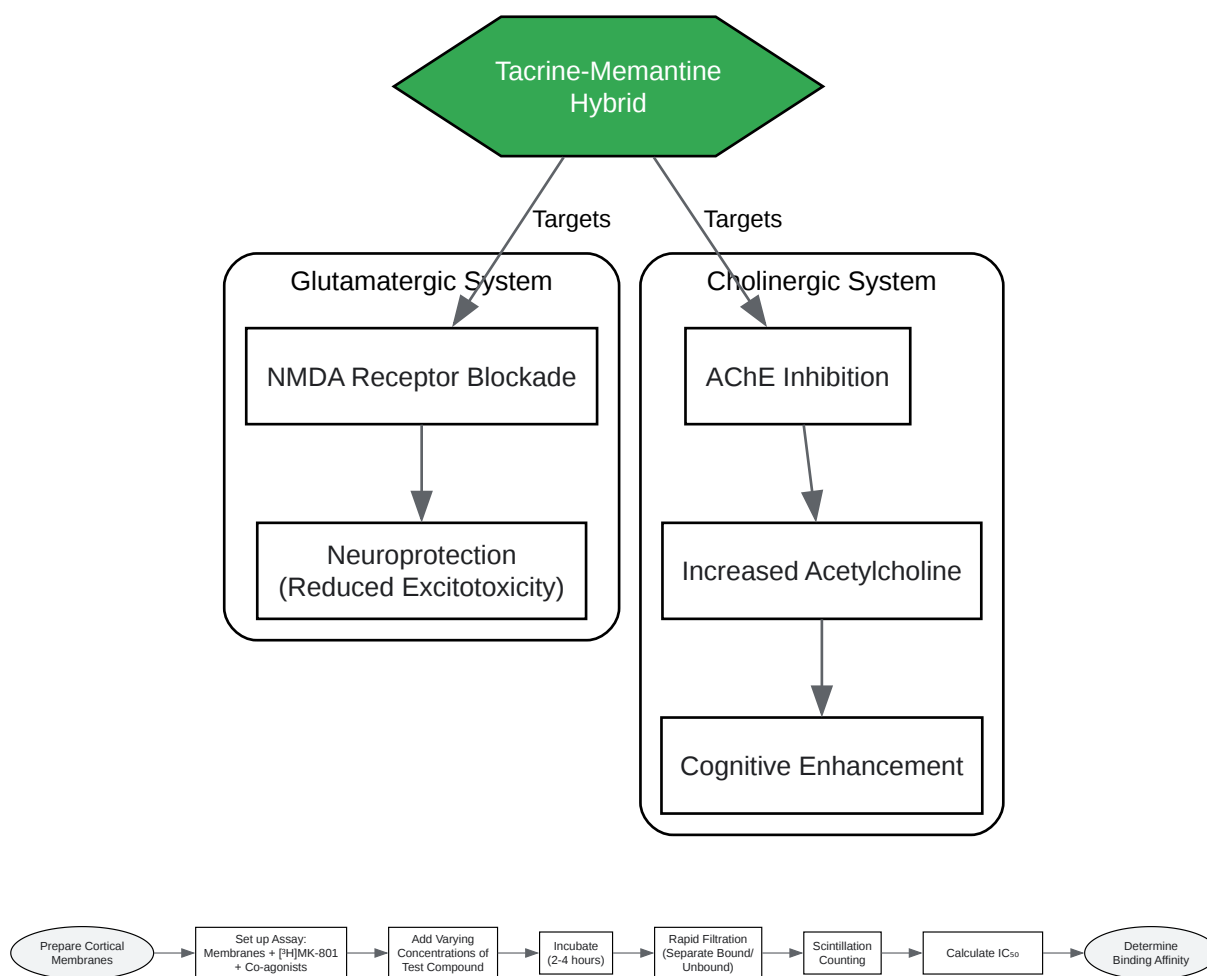 Tacrine-Memantine
Hybrid
Targets
Targets
Glutamatergic System
Cholinergic System
NMDA Receptor Blockade
AChE Inhibition
Neuroprotection
(Reduced Excitotoxicity)
Increased Acetylcholine
Cognitive Enhancement
Prepare Cortical
Membranes
Set up Assay:
Membranes + [³H]MK-801
+ Co-agonists
Add Varying
Concentrations of
Test Compound
Incubate
(2-4 hours)
Rapid Filtration
(Separate Bound/
Unbound)
Scintillation
Counting
Calculate IC₅₀
Determine
Binding Affinity